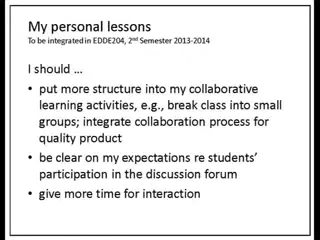 My personal lessons
To be integrated in EDDE204, 2nd Semester 2013-2014
I should ...
• put more structure into my collaborative
learning activities, e.g., break class into small
groups; integrate collaboration process for
quality product
• be clear on my expectations re students'
participation in the discussion forum
• give more time for interaction